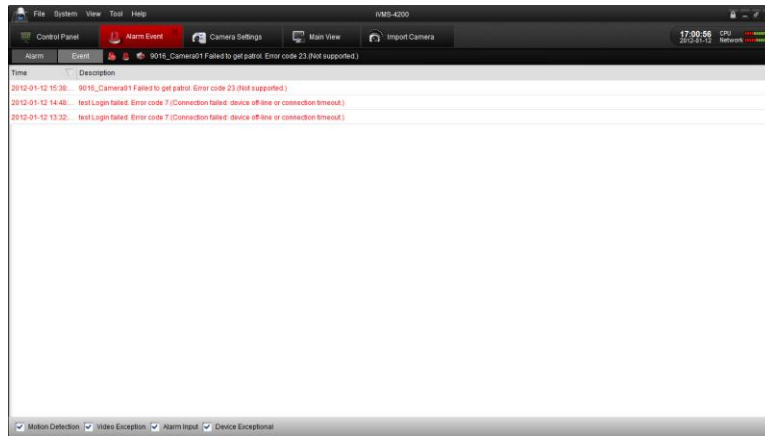 File System View Tool Help iVMS-4200
Control Panel Alarm Event Camera Settings Main View Import Camera 17:00:56 CPU
2012-01-12 Network
Alarm Event 9016_Camera01 Failed to get patrol. Error code 23.(Not supported.)
Time Description
2012-01-12 15:38:... 9016_Camera01 Failed to get patrol. Error code 23.(Not supported.)
2012-01-12 14:48:... test Login failed. Error code 7.(Connection failed: device off-line or connection timeout.)
2012-01-12 13:32:... test Login failed. Error code 7.(Connection failed: device off-line or connection timeout.)
Motion Detection Video Exception Alarm Input Device Exceptional